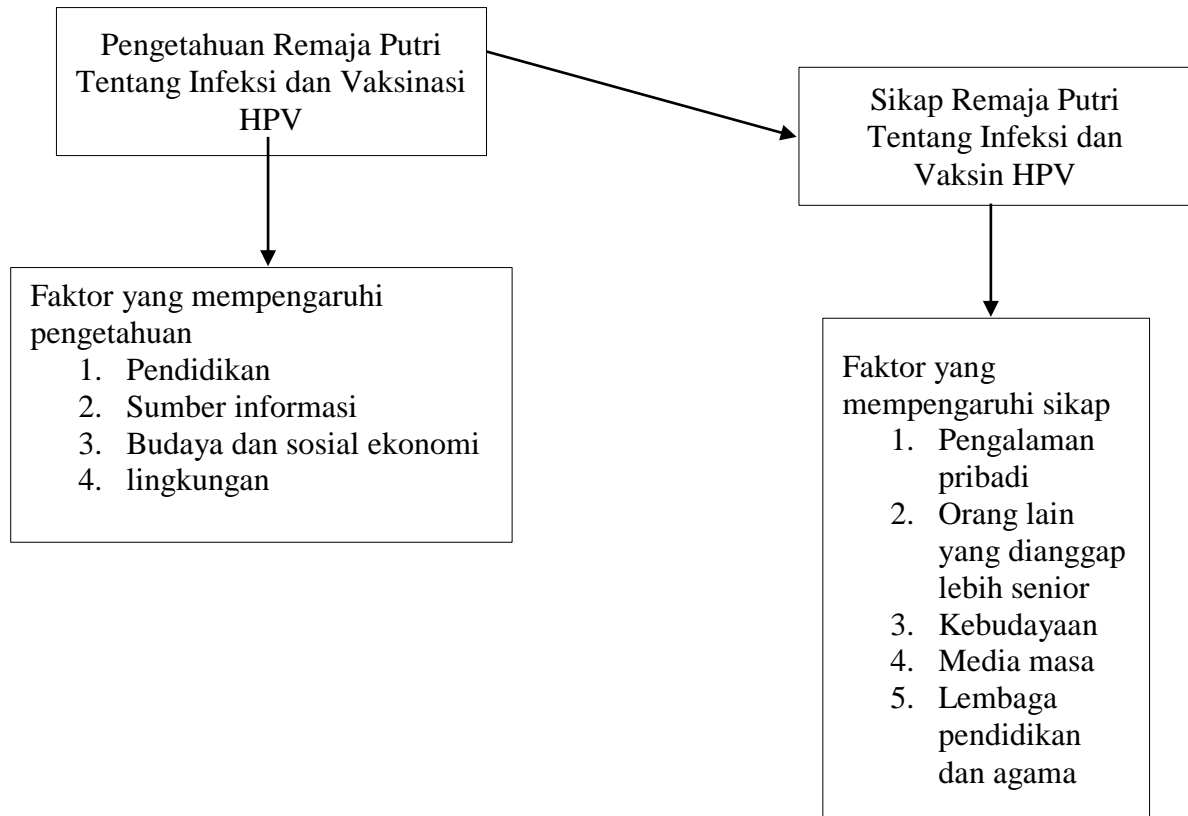 Pengetahuan Remaja Putri
Tentang Infeksi dan Vaksinasi
HPV
Sikap Remaja Putri
Tentang Infeksi dan
Vaksin HPV
Faktor yang mempengaruhi
pengetahuan
1. Pendidikan
2. Sumber informasi
3. Budaya dan sosial ekonomi
4. lingkungan
Faktor yang
mempengaruhi sikap
1. Pengalaman
pribadi
2. Orang lain
yang dianggap
lebih senior
3. Kebudayaan
4. Media masa
5. Lembaga
pendidikan
dan agama